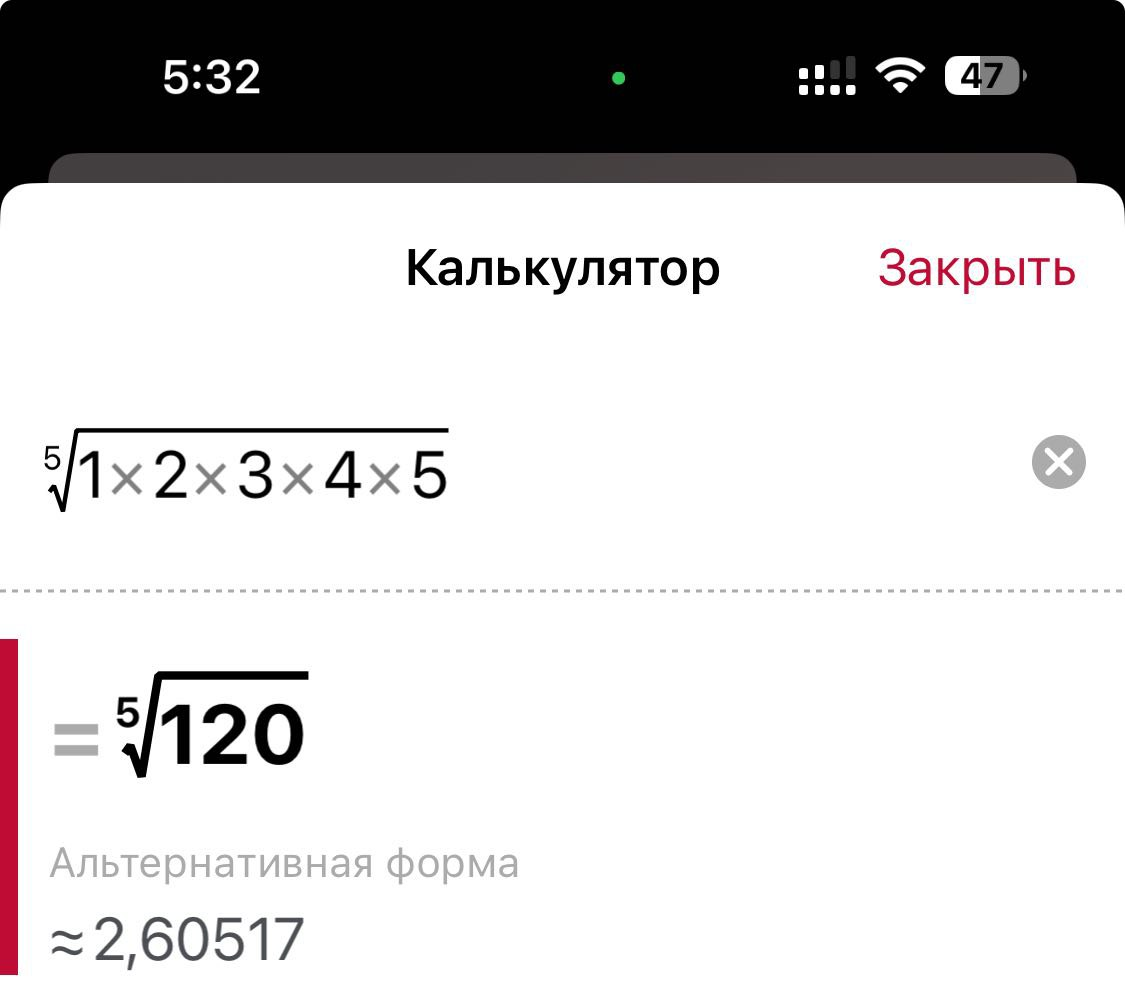 5:32 47
Калькулятор Закрыть
⁵√1×2×3×4×5
= ⁵√120
Альтернативная форма
≈2,60517